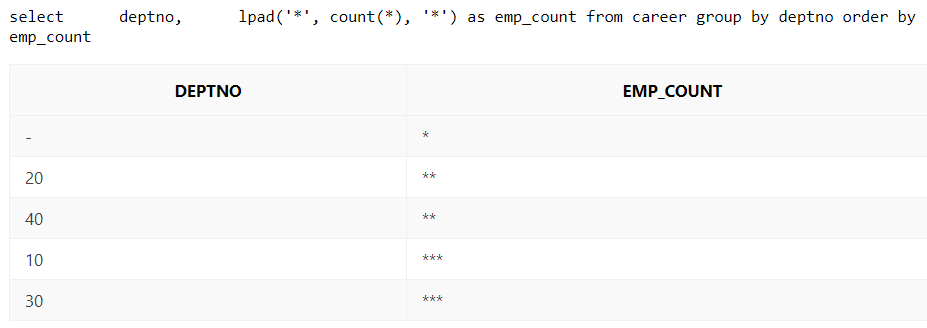 select deptno, lpad('*', count(*), '*') as emp_count from career group by deptno order by
emp_count
DEPTNO EMP_COUNT
- *
20 **
40 **
10 ***
30 ***